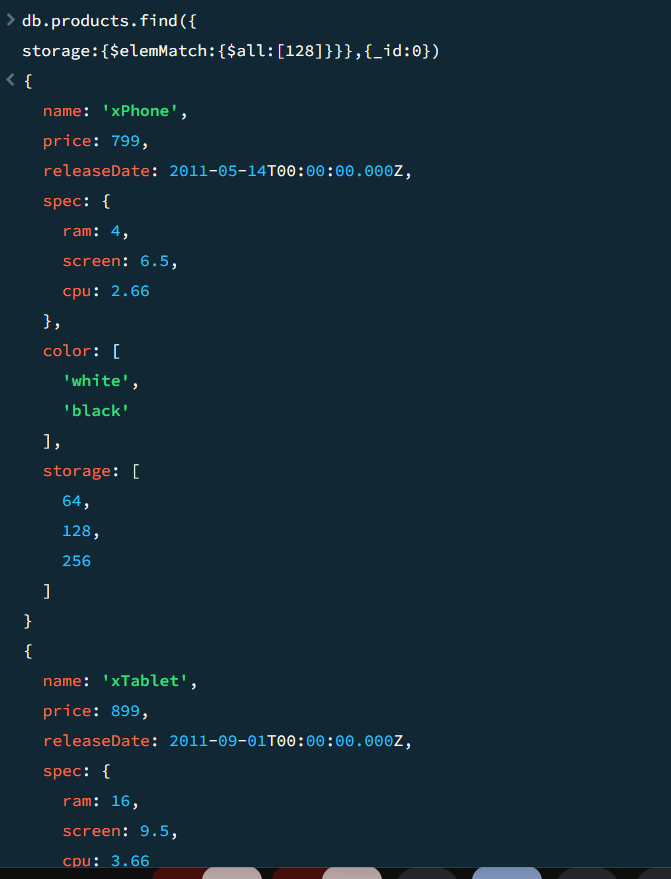 > db.products.find({
storage:{$elemMatch:{$all:[128]}}},{_id:0})
< {
name: 'xPhone',
price: 799,
releaseDate: 2011-05-14T00:00:00.000Z,
spec: {
ram: 4,
screen: 6.5,
cpu: 2.66
},
color: [
'white',
'black'
],
storage: [
64,
128,
256
]
}
{
name: 'xTablet',
price: 899,
releaseDate: 2011-09-01T00:00:00.000Z,
spec: {
ram: 16,
screen: 9.5,
cpu: 3.66